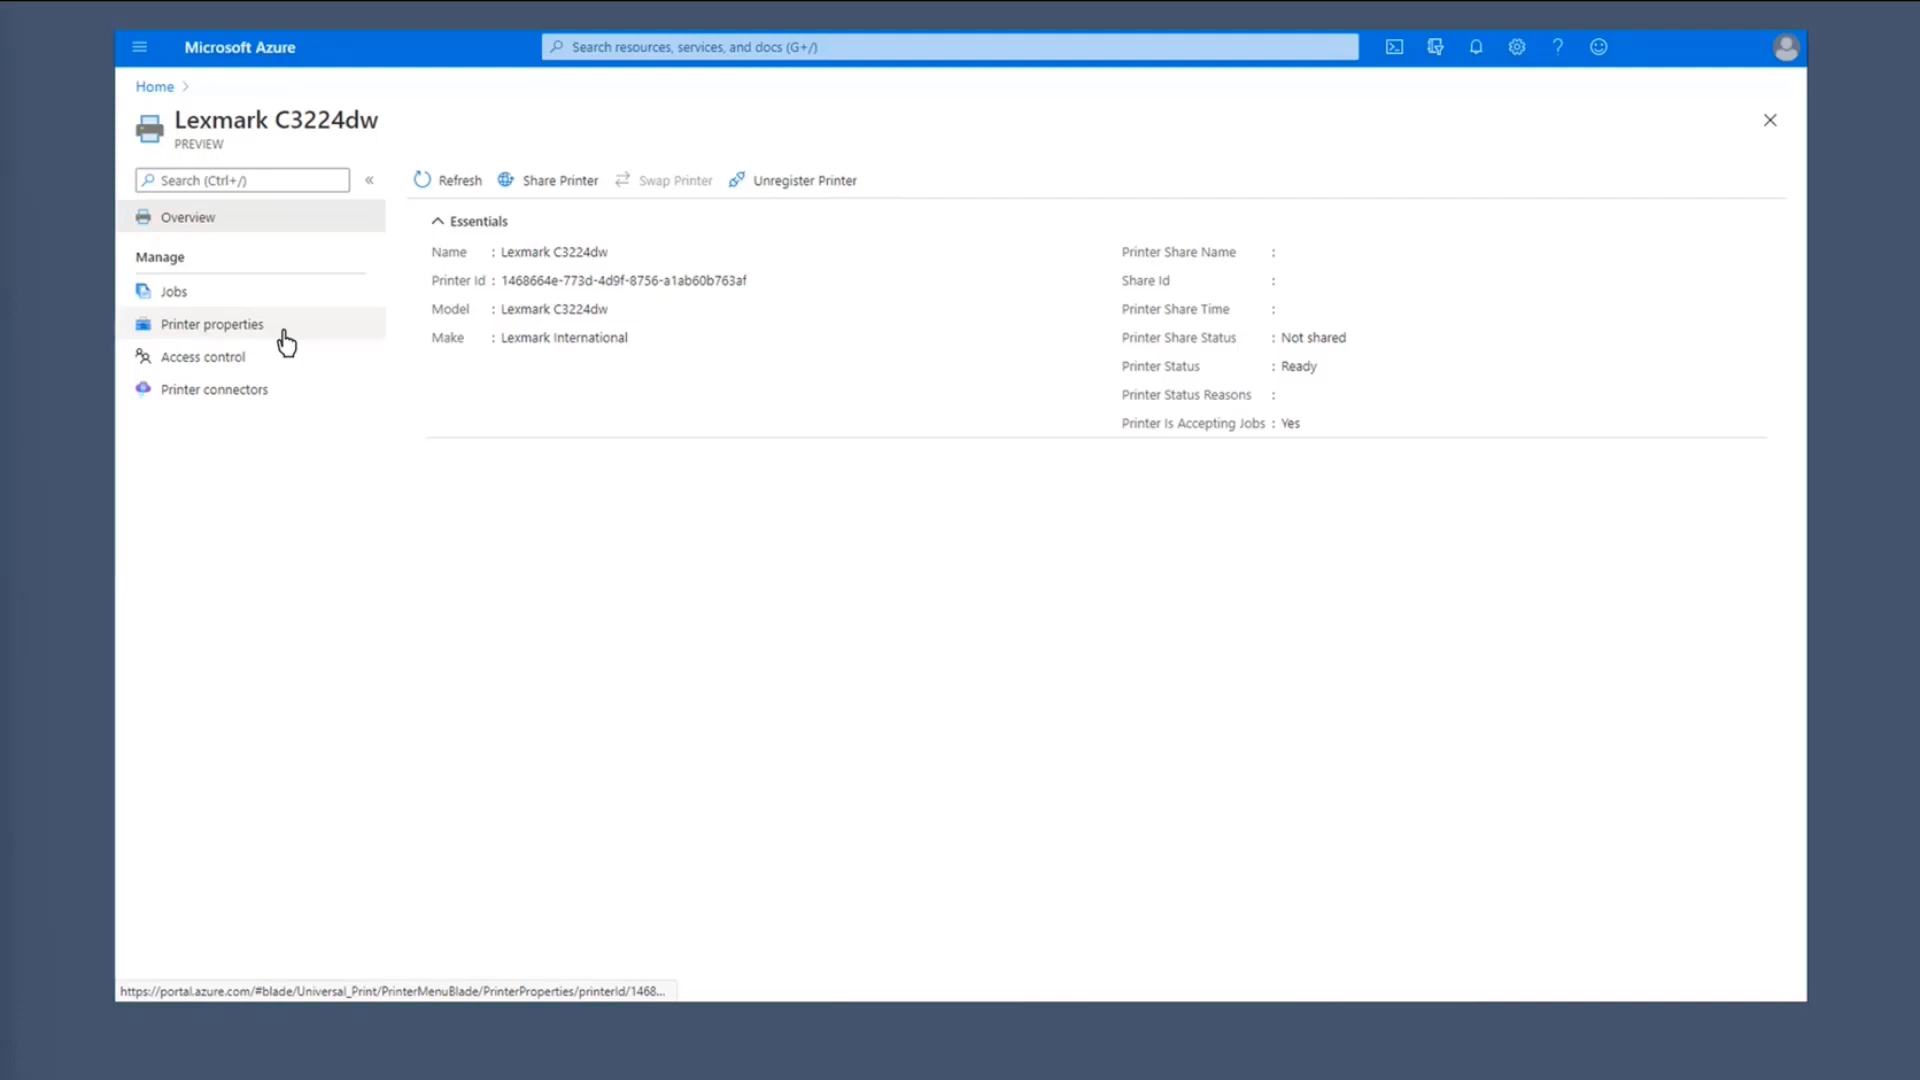 Microsoft Azure
Search resources, services, and docs (G+/)
Home
Lexmark C3224dw
PREVIEW
Search (Ctrl+/)
«
Refresh
Share Printer
Swap Printer
Unregister Printer
Overview
Manage
Jobs
Printer properties
Access control
Printer connectors
Essentials
Name : Lexmark C3224dw
Printer Id : 1468664e-773d-4d9f-8756-a1ab60b763af
Model : Lexmark C3224dw
Make : Lexmark International
Printer Share Name :
Share Id :
Printer Share Time :
Printer Share Status : Not shared
Printer Status : Ready
Printer Status Reasons :
Printer Is Accepting Jobs : Yes
https://portal.azure.com/#blade/Universal_Print/PrinterMenuBlade/PrinterProperties/printerId/1468...